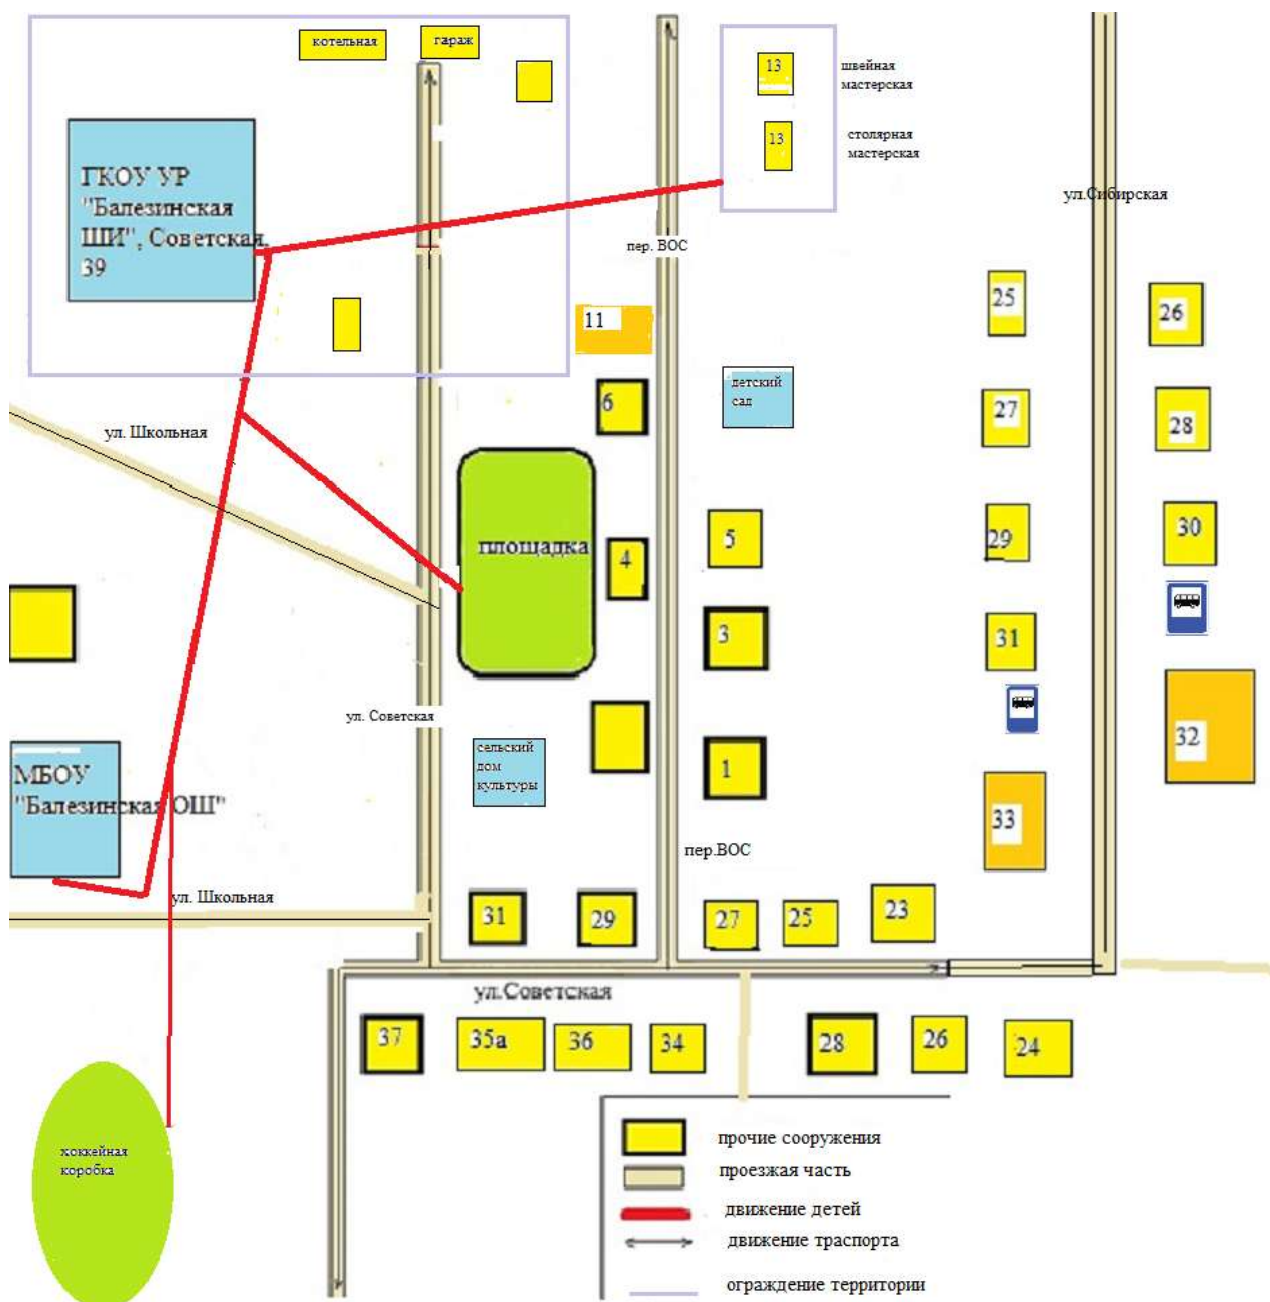 котельная
гараж
13
швейная
мастерская
13
столярная
мастерская
ГКОУ УР
"Балезинская
ШИ", Советская,
39
ул.Сибирская
пер. ВОС
25
26
11
детский
сад
6
27
28
ул. Школьная
площадка
4
5
29
30
3
31
ул. Советская
сельский
дом
культуры
1
32
МБОУ
"Балезинская ОШ"
33
пер.ВОС
ул. Школьная
31
29
27
25
23
ул.Советская
37
35а
36
34
28
26
24
хоккейная
коробка
прочие сооружения
проезжая часть
движение детей
движение траспорта
ограждение территории